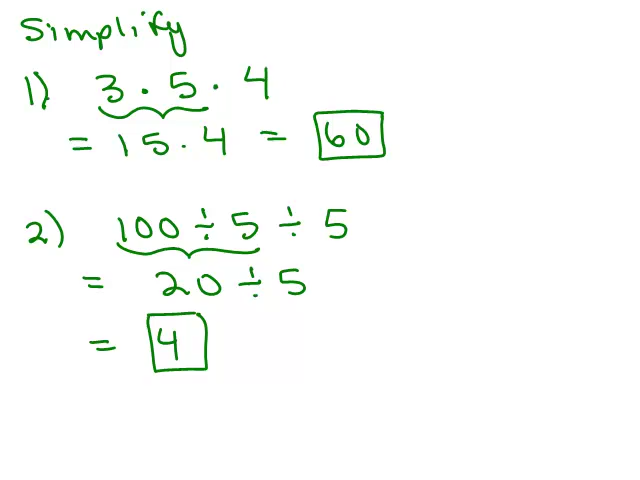 Simplify
1) 3 · 5 · 4
= 15 · 4 = 60
2) 100 ÷ 5 ÷ 5
= 20 ÷ 5
= 4